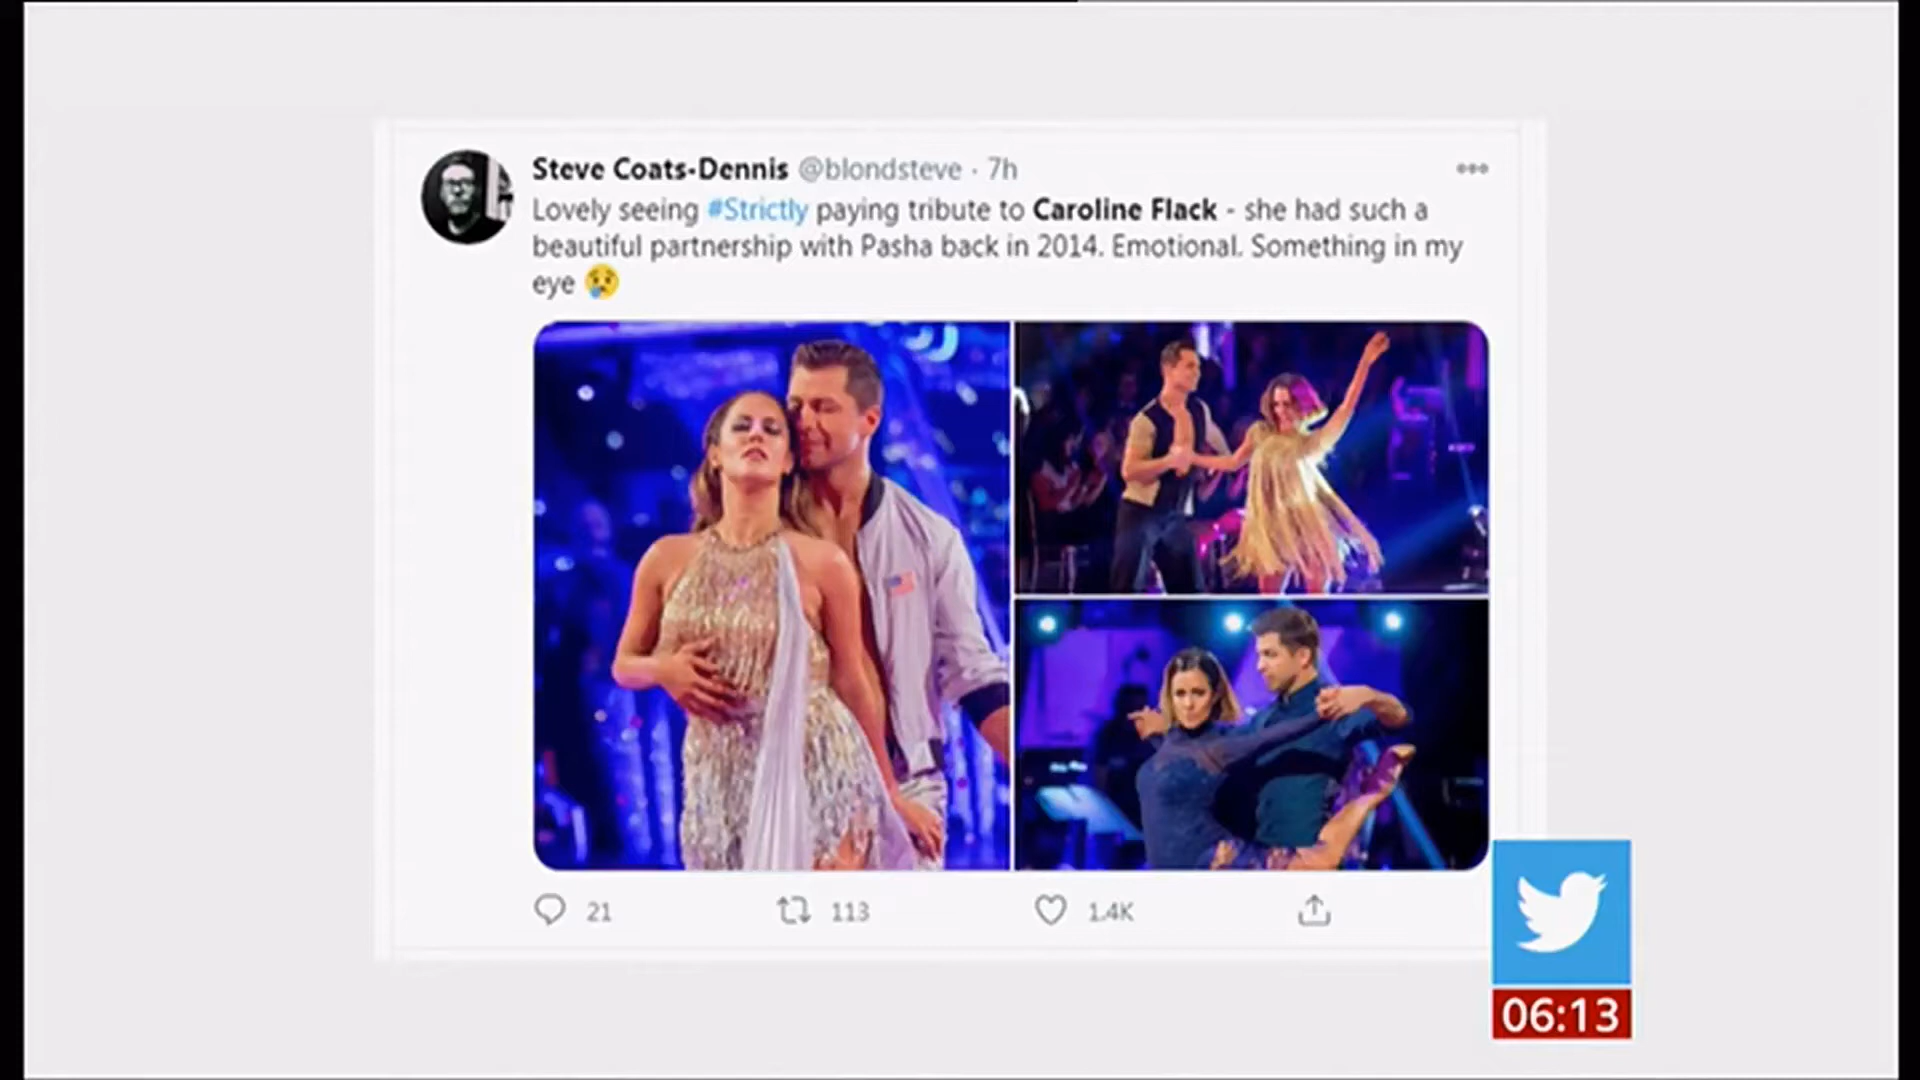 Steve Coats-Dennis @blondsteve · 7h
Lovely seeing #Strictly paying tribute to Caroline Flack - she had such a
beautiful partnership with Pasha back in 2014. Emotional. Something in my
eye 😢
21 113 1.4K
06:13